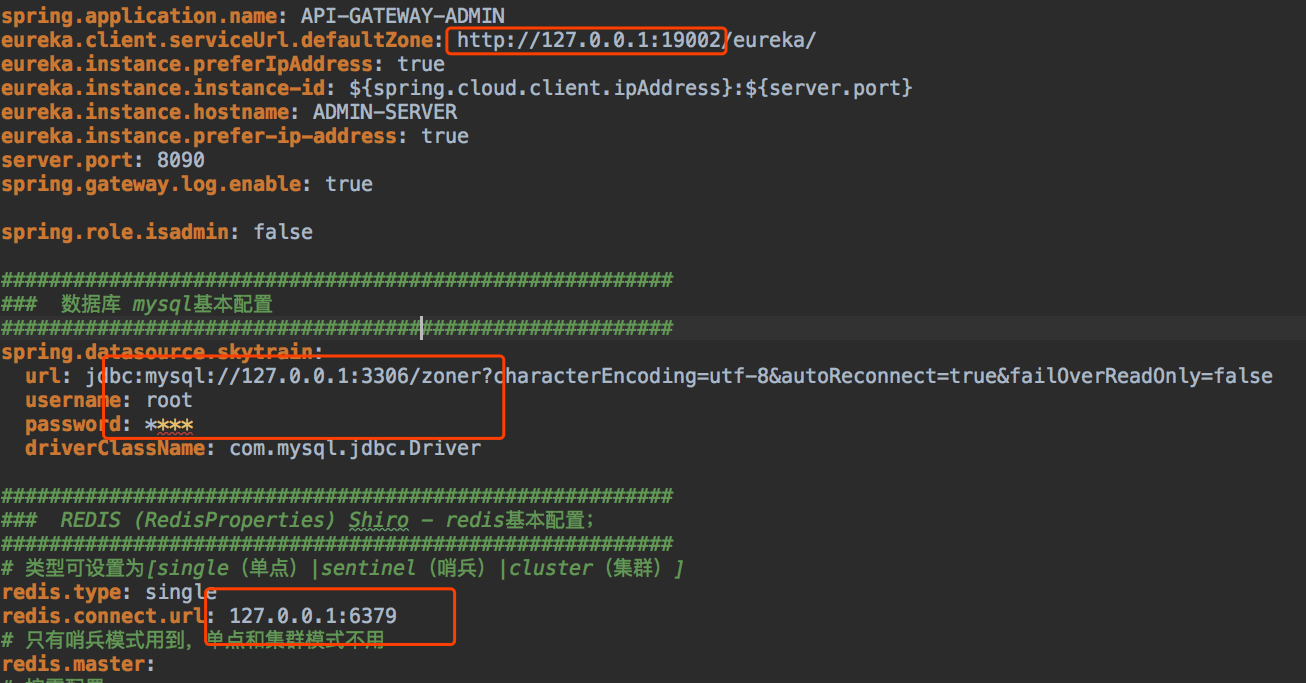 spring.application.name: API-GATEWAY-ADMIN
eureka.client.serviceUrl.defaultZone: http://127.0.0.1:19002/eureka/
eureka.instance.preferIpAddress: true
eureka.instance.instance-id: ${spring.cloud.client.ipAddress}:${server.port}
eureka.instance.hostname: ADMIN-SERVER
eureka.instance.prefer-ip-address: true
server.port: 8090
spring.gateway.log.enable: true
spring.role.isadmin: false
########################################################
###  数据库 mysql基本配置
########################################################
spring.datasource.skytrain:
  url: jdbc:mysql://127.0.0.1:3306/zoner?characterEncoding=utf-8&autoReconnect=true&failOverReadOnly=false
  username: root
  password: ****
  driverClassName: com.mysql.jdbc.Driver
########################################################
###  REDIS (RedisProperties) Shiro - redis基本配置；
########################################################
# 类型可设置为[single（单点）|sentinel（哨兵）|cluster（集群）]
redis.type: single
redis.connect.url: 127.0.0.1:6379
# 只有哨兵模式用到，单点和集群模式不用
redis.master: